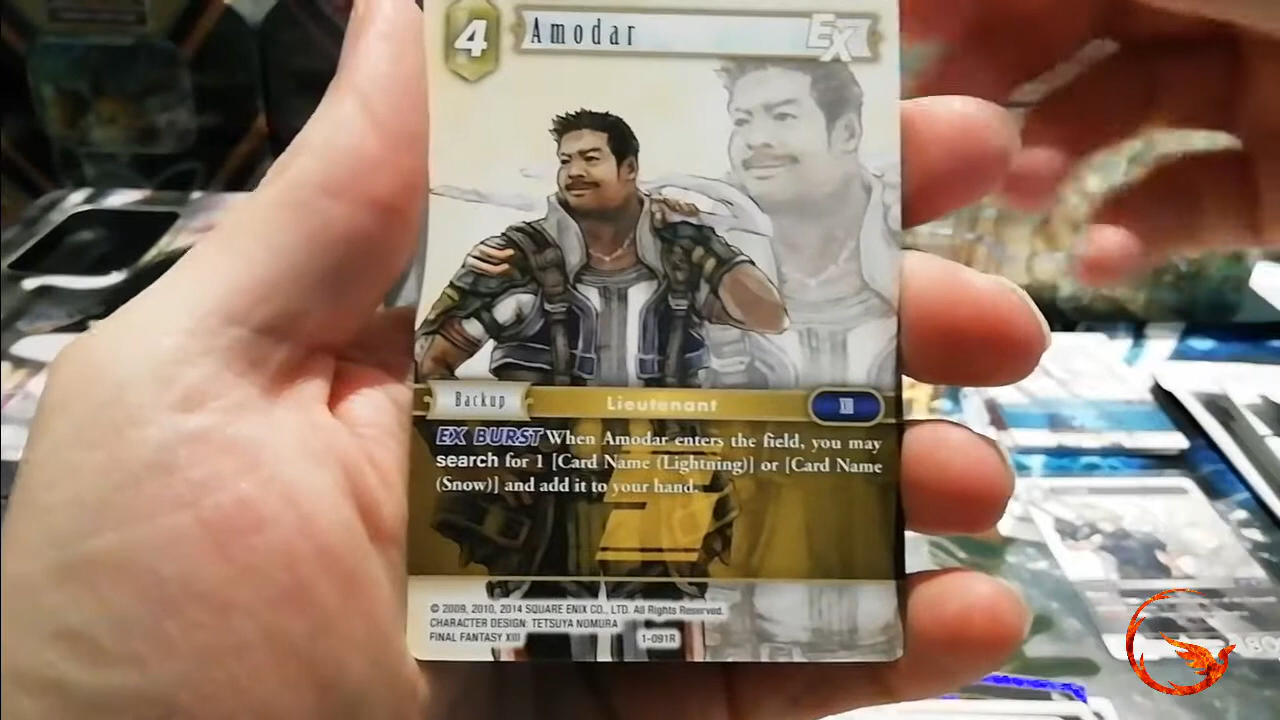 4
Amodar
EX
Backup
Lieutenant
XIII
EX BURST When Amodar enters the field, you may
search for 1 [Card Name (Lightning)] or [Card Name
(Snow)] and add it to your hand.
© 2009, 2010, 2014 SQUARE ENIX CO., LTD. All Rights Reserved.
CHARACTER DESIGN: TETSUYA NOMURA
FINAL FANTASY XIII
1-091R